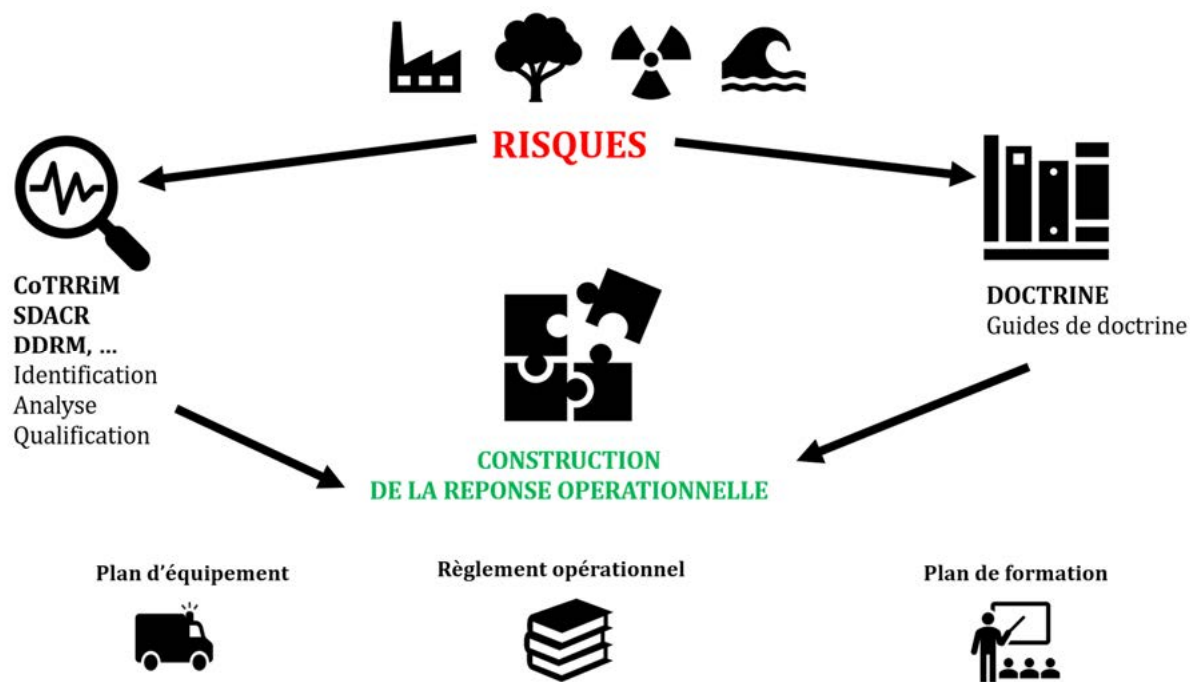 RISQUES
CoTRRiM
SDACR
DDRM, ...
Identification
Analyse
Qualification
DOCTRINE
Guides de doctrine
CONSTRUCTION
DE LA REPONSE OPERATIONNELLE
Plan d'équipement
Règlement opérationnel
Plan de formation